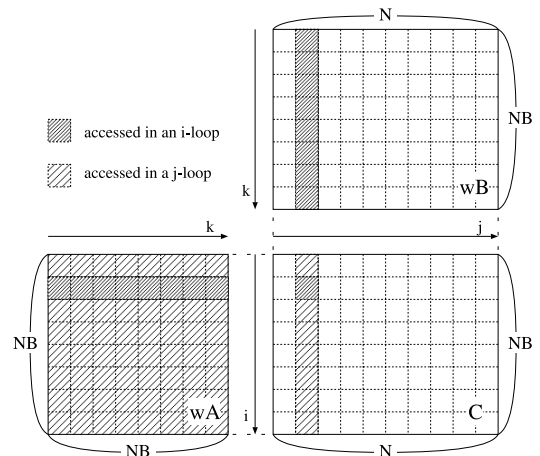 N
accessed in an i-loop
accessed in a j-loop
NB
k
wB
k
j
NB
NB
wA
i
C
NB
N